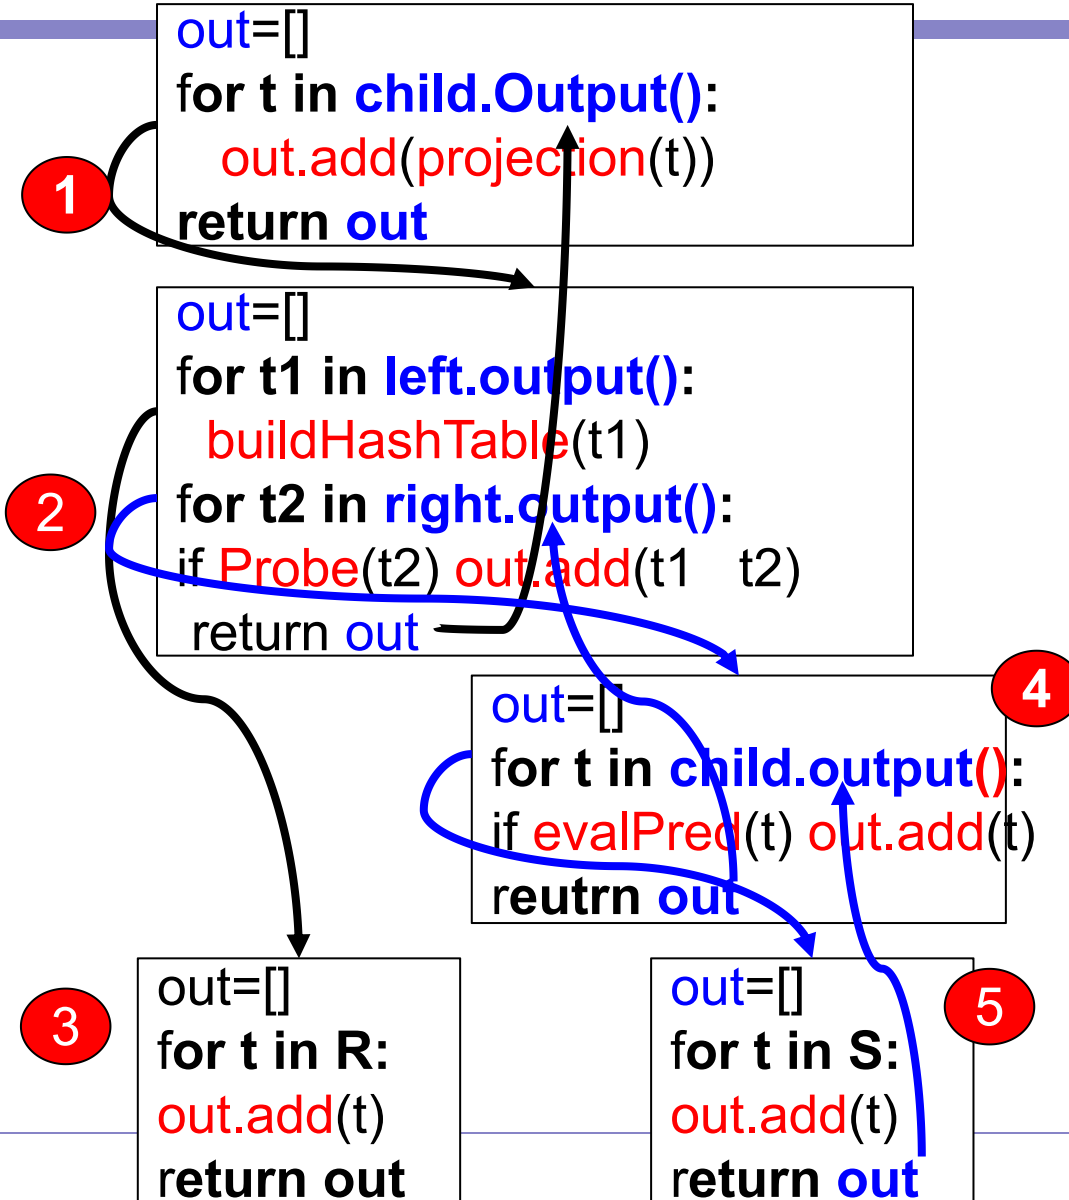 out=[]
for t in child.Output():
out.add(projection(t))
return out
1
out=[]
for t1 in left.output():
buildHashTable(t1)
for t2 in right.output():
if Probe(t2) out.add(t1 t2)
return out
2
out=[]
for t in child.output():
if evalPred(t) out.add(t)
reutrn out
4
out=[]
for t in R:
out.add(t)
return out
3
out=[]
for t in S:
out.add(t)
return out
5